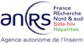 anRS
France
REcherche
Nord & sud
Sida-hiv
Hépatites
Agence autonome de l'Inserm